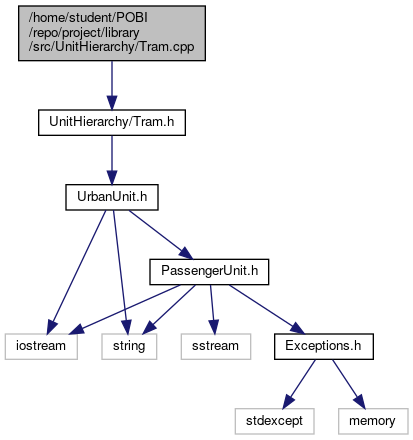 /home/student/POBI
/repo/project/library
/src/UnitHierarchy/Tram.cpp
UnitHierarchy/Tram.h
UrbanUnit.h
PassengerUnit.h
iostream
string
sstream
Exceptions.h
stdexcept
memory